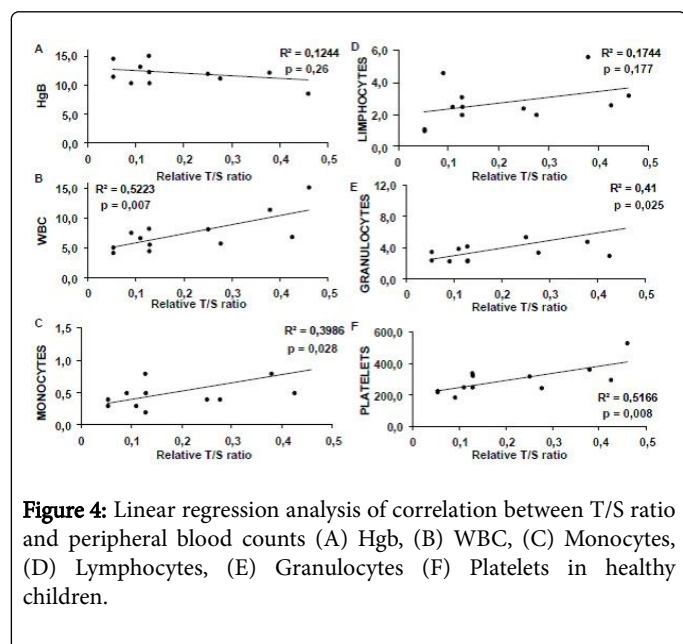 A
R² = 0,1244
p = 0,26
15,0
10,0
5,0
0,0
HgB
0
0,1
0,2
0,3
0,4
0,5
Relative T/S ratio
B
R² = 0,5223
p = 0,007
15,0
10,0
5,0
0,0
WBC
0
0,1
0,2
0,3
0,4
0,5
Relative T/S ratio
C
R² = 0,3986
p = 0,028
1,5
1,0
0,5
0,0
MONOCYTES
0
0,1
0,2
0,3
0,4
0,5
Relative T/S ratio
D
R² = 0,1744
p = 0,177
6,0
4,0
2,0
0,0
LIMPHOCYTES
0
0,1
0,2
0,3
0,4
0,5
Relative T/S ratio
E
R² = 0,41
p = 0,025
12,0
8,0
4,0
0,0
GRANULOCYTES
0
0,1
0,2
0,3
0,4
0,5
Relative T/S ratio
F
600,0
400,0
200,0
0,0
PLATELETS
R² = 0,5166
p = 0,008
0
0,1
0,2
0,3
0,4
0,5
Relative T/S ratio
Figure 4: Linear regression analysis of correlation between T/S ratio
and peripheral blood counts (A) Hgb, (B) WBC, (C) Monocytes,
(D) Lymphocytes, (E) Granulocytes (F) Platelets in healthy
children.